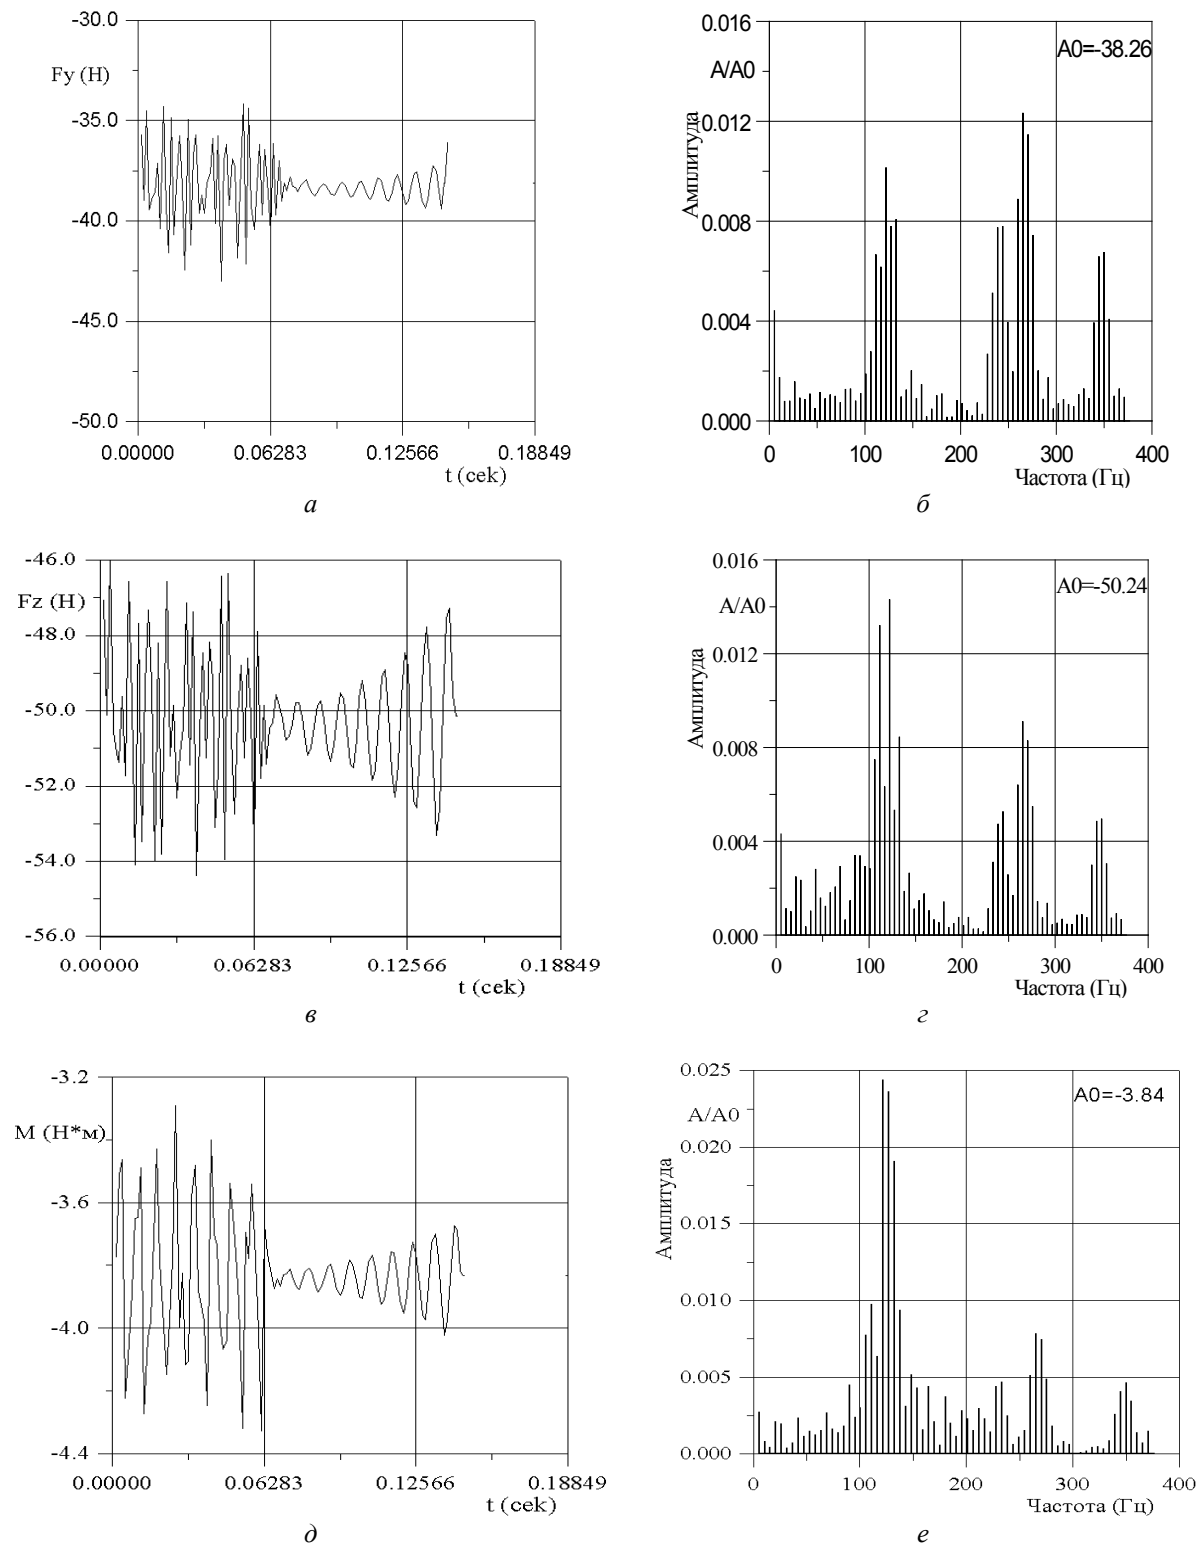 -30.0
Fy (H)
-35.0
-40.0
-45.0
-50.0
0.00000 0.06283 0.12566 0.18849
t (cek)
а
0.016
A0=-38.26
A/A0
Амплитуда
0.012
0.008
0.004
0.000
0 100 200 300 400
Частота (Гц)
б
-46.0
Fz (H)
-48.0
-50.0
-52.0
-54.0
-56.0
0.00000 0.06283 0.12566 0.18849
t (cek)
в
0.016
A0=-50.24
A/A0
Амплитуда
0.012
0.008
0.004
0.000
0 100 200 300 400
Частота (Гц)
г
-3.2
М (Н*м)
-3.6
-4.0
-4.4
0.00000 0.06283 0.12566 0.18849
t (cek)
д
0.025
A0=-3.84
A/A0
Амплитуда
0.020
0.015
0.010
0.005
0.000
0 100 200 300 400
Частота (Гц)
е